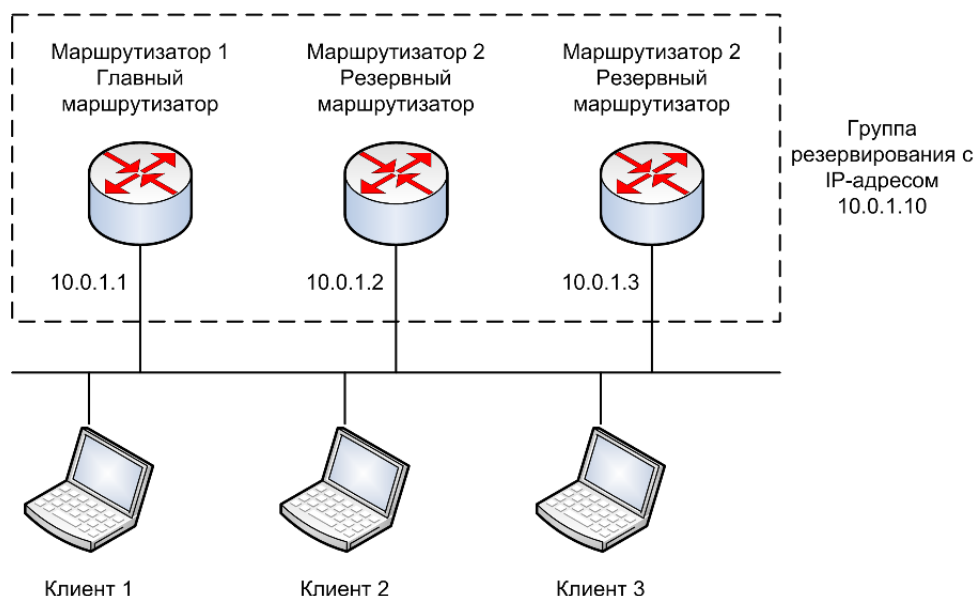 Маршрутизатор 1
Главный
маршрутизатор
Маршрутизатор 2
Резервный
маршрутизатор
Маршрутизатор 2
Резервный
маршрутизатор
Группа
резервирования с
IP-адресом
10.0.1.10
10.0.1.1
10.0.1.2
10.0.1.3
Клиент 1
Клиент 2
Клиент 3